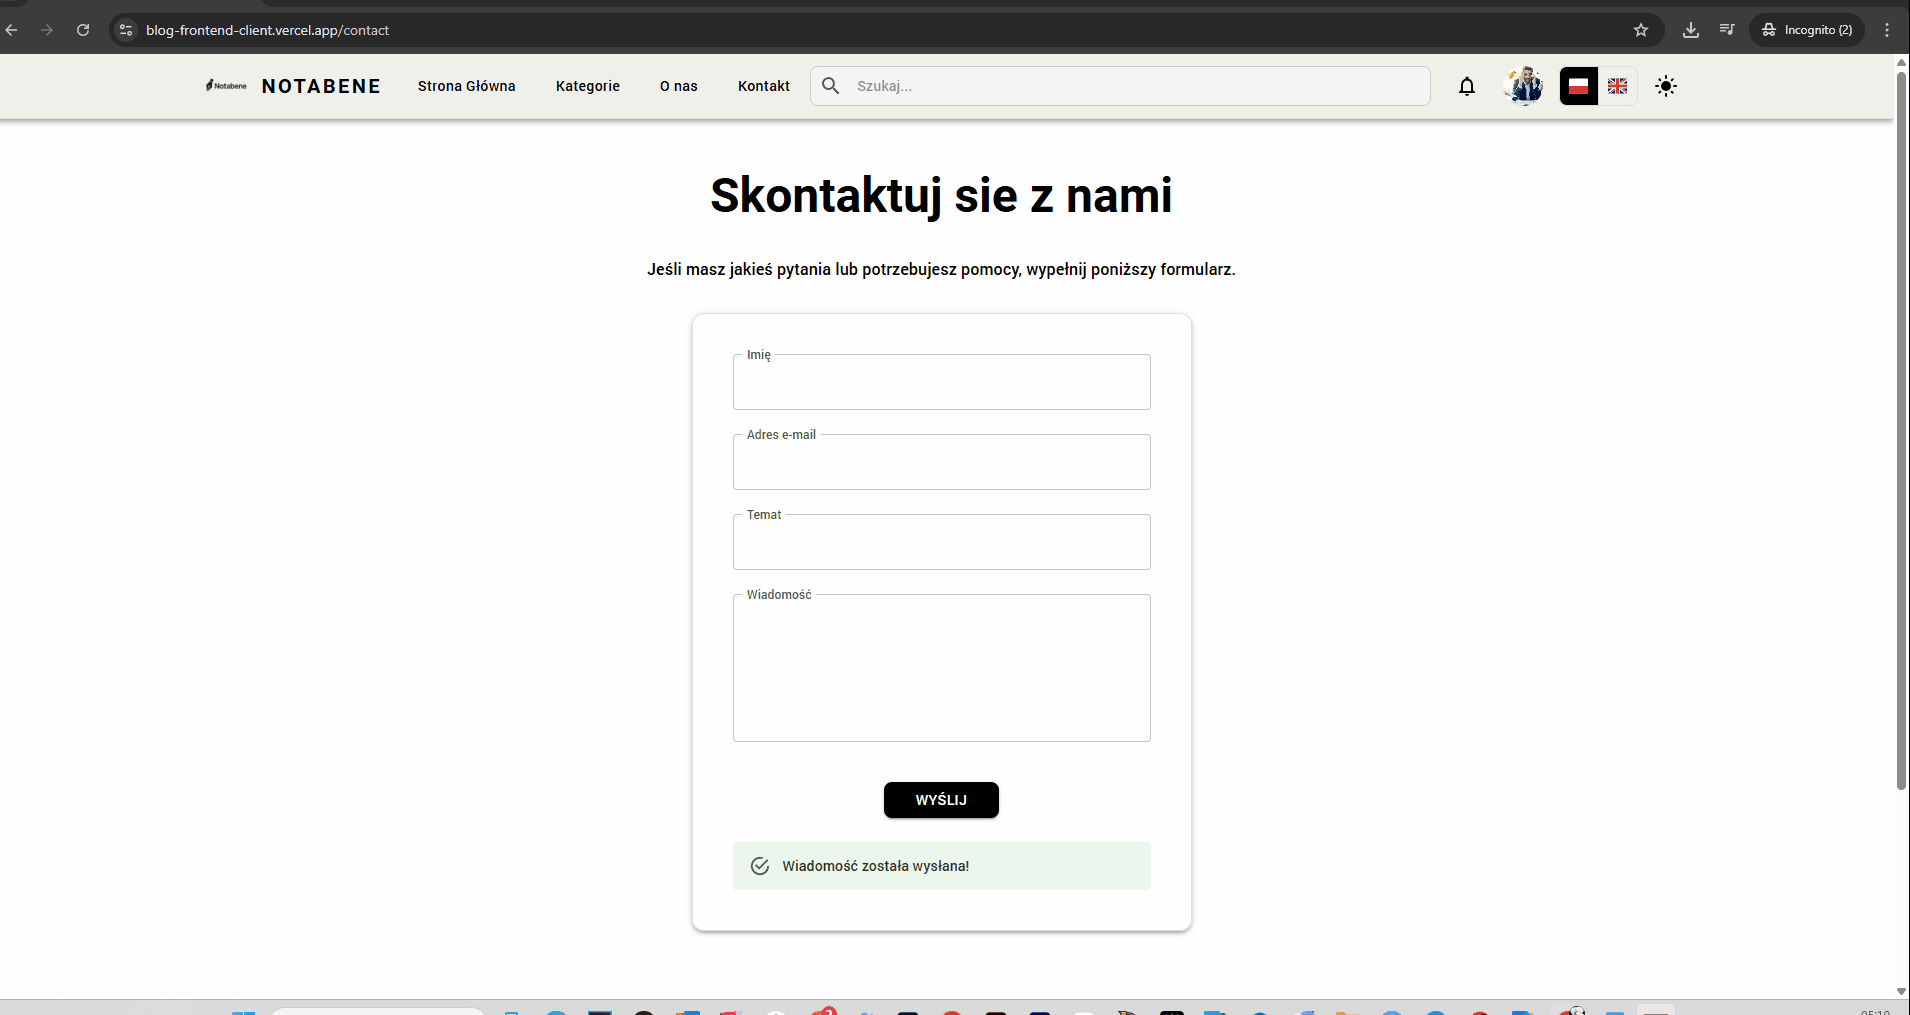 blog-frontend-client.vercel.app/contact
Incognito (2)
Notabene
NOTABENE
Strona Główna
Kategorie
O nas
Kontakt
Szukaj...
Skontaktuj sie z nami
Jeśli masz jakieś pytania lub potrzebujesz pomocy, wypełnij poniższy formularz.
Imię
Adres e-mail
Temat
Wiadomość
WYŚLIJ
Wiadomość została wysłana!